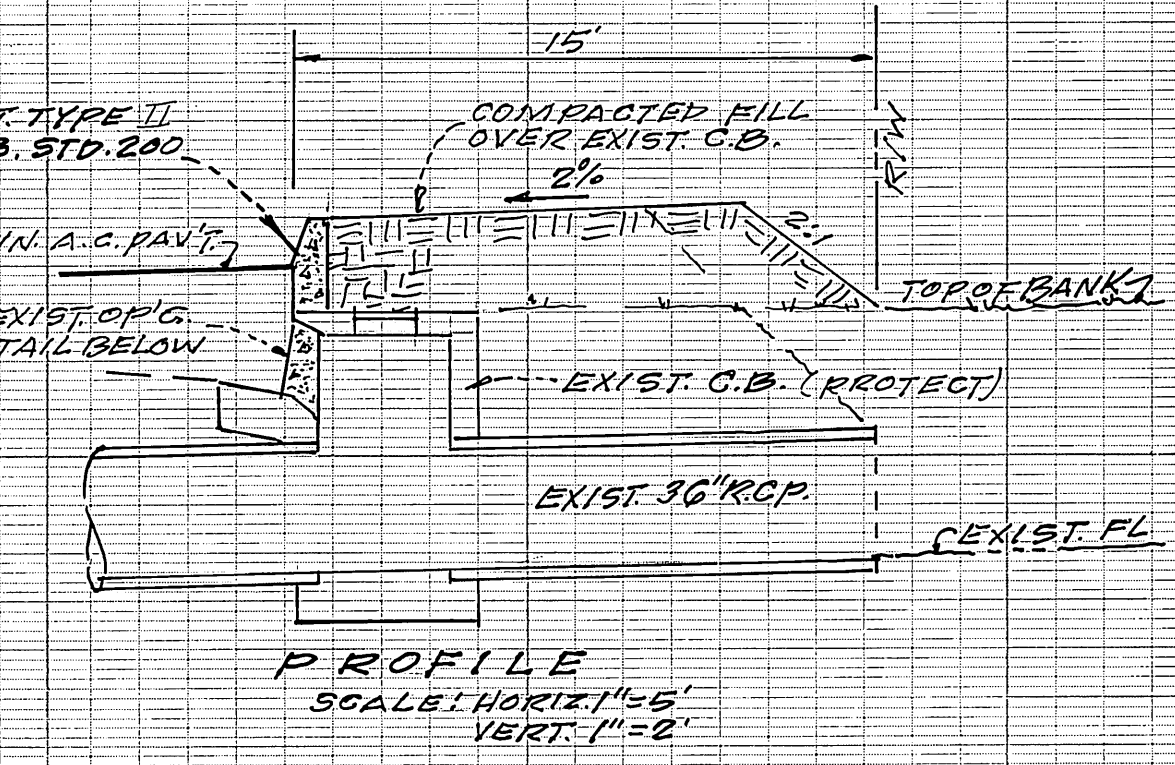 15'
T. TYPE II
B. STD. 200
COMPACTED FILL
OVER EXIST. C.B.
2%
R/W
2:1
IN. A.C. PAV'T.
TOP OF BANK
EXIST. OP'G.
TAIL BELOW
EXIST. C.B. (PROTECT)
EXIST. 36" R.C.P.
EXIST. FL
PROFILE
SCALE: HORIZ. 1"=5'
VERT. 1"=2'